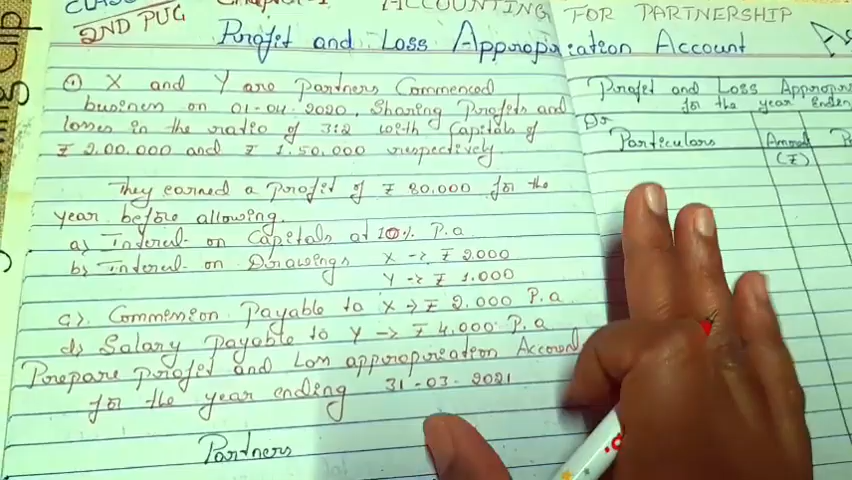 ACCOUNTING FOR PARTNERSHIP
2ND PUC
Profit and Loss Appropriation Account
X and Y are Partners Commenced
business on 01-04-2020, Sharing Profits and
losses in the ratio of 3:2 with Capitals of
₹ 2,00,000 and ₹ 1,50,000 respectively
They earned a profit of ₹ 80,000 for the
year before allowing.
a) Interest on Capitals at 10% P.a
b) Interest on Drawings X -> ₹ 2,000
Y -> ₹ 1,000
c). Commission Payable to X -> ₹ 2,000 P.a
d) Salary payable to Y -> ₹ 4,000 P.a
Prepare profit and Loss appropriation Account
for the year ending 31-03-2021
Partners
Profit and Loss Appropr
for the year Ended
Dr
Particulars Amount
(₹)